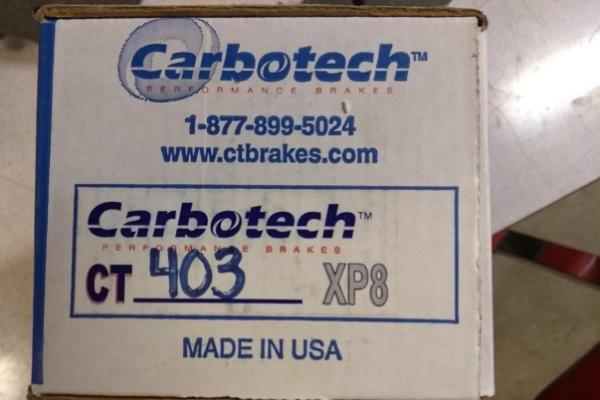 Carbotech™
PERFORMANCE BRAKES
1-877-899-5024
www.ctbrakes.com
Carbotech™
PERFORMANCE BRAKES
CT 403 XP8
MADE IN USA